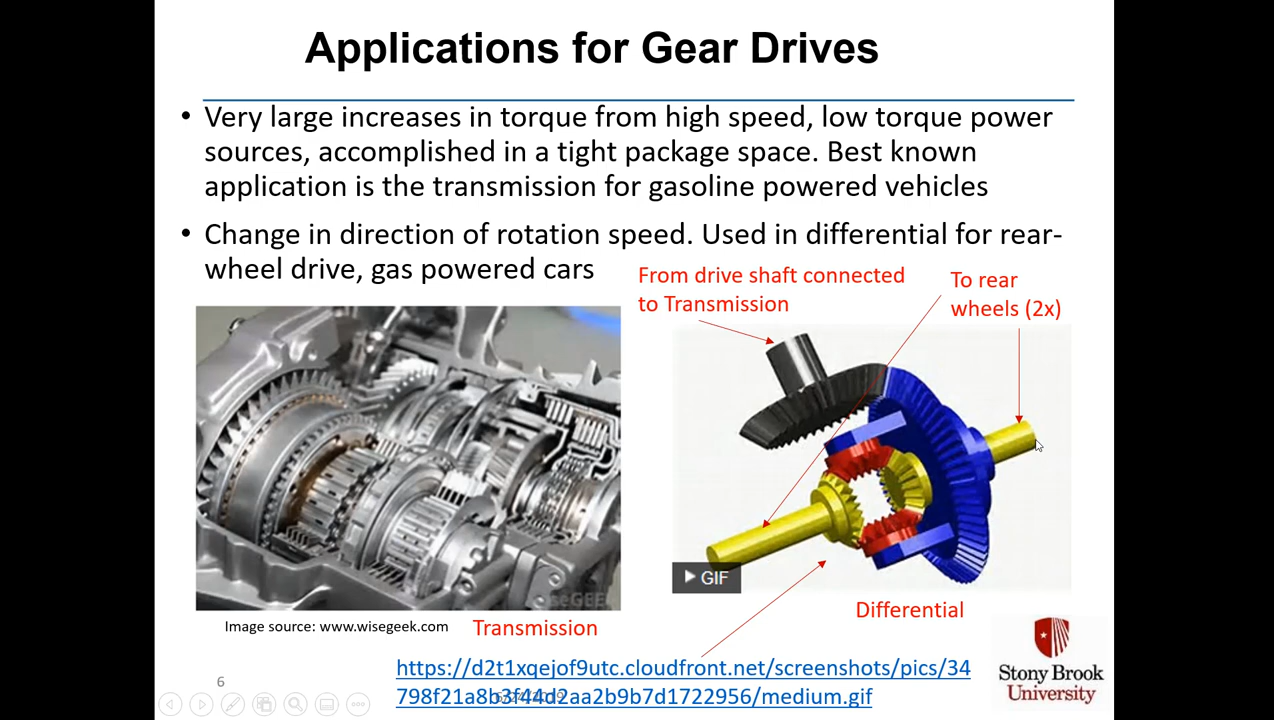 Applications for Gear Drives
• Very large increases in torque from high speed, low torque power
sources, accomplished in a tight package space. Best known
application is the transmission for gasoline powered vehicles
• Change in direction of rotation speed. Used in differential for rear-
wheel drive, gas powered cars
From drive shaft connected
to Transmission
To rear
wheels (2x)
GIF
Differential
Image source: www.wisegeek.com
Transmission
https://d2t1xqejof9utc.cloudfront.net/screenshots/pics/34
798f21a8b3f44d2aa2b9b7d1722956/medium.gif
6
Stony Brook
University